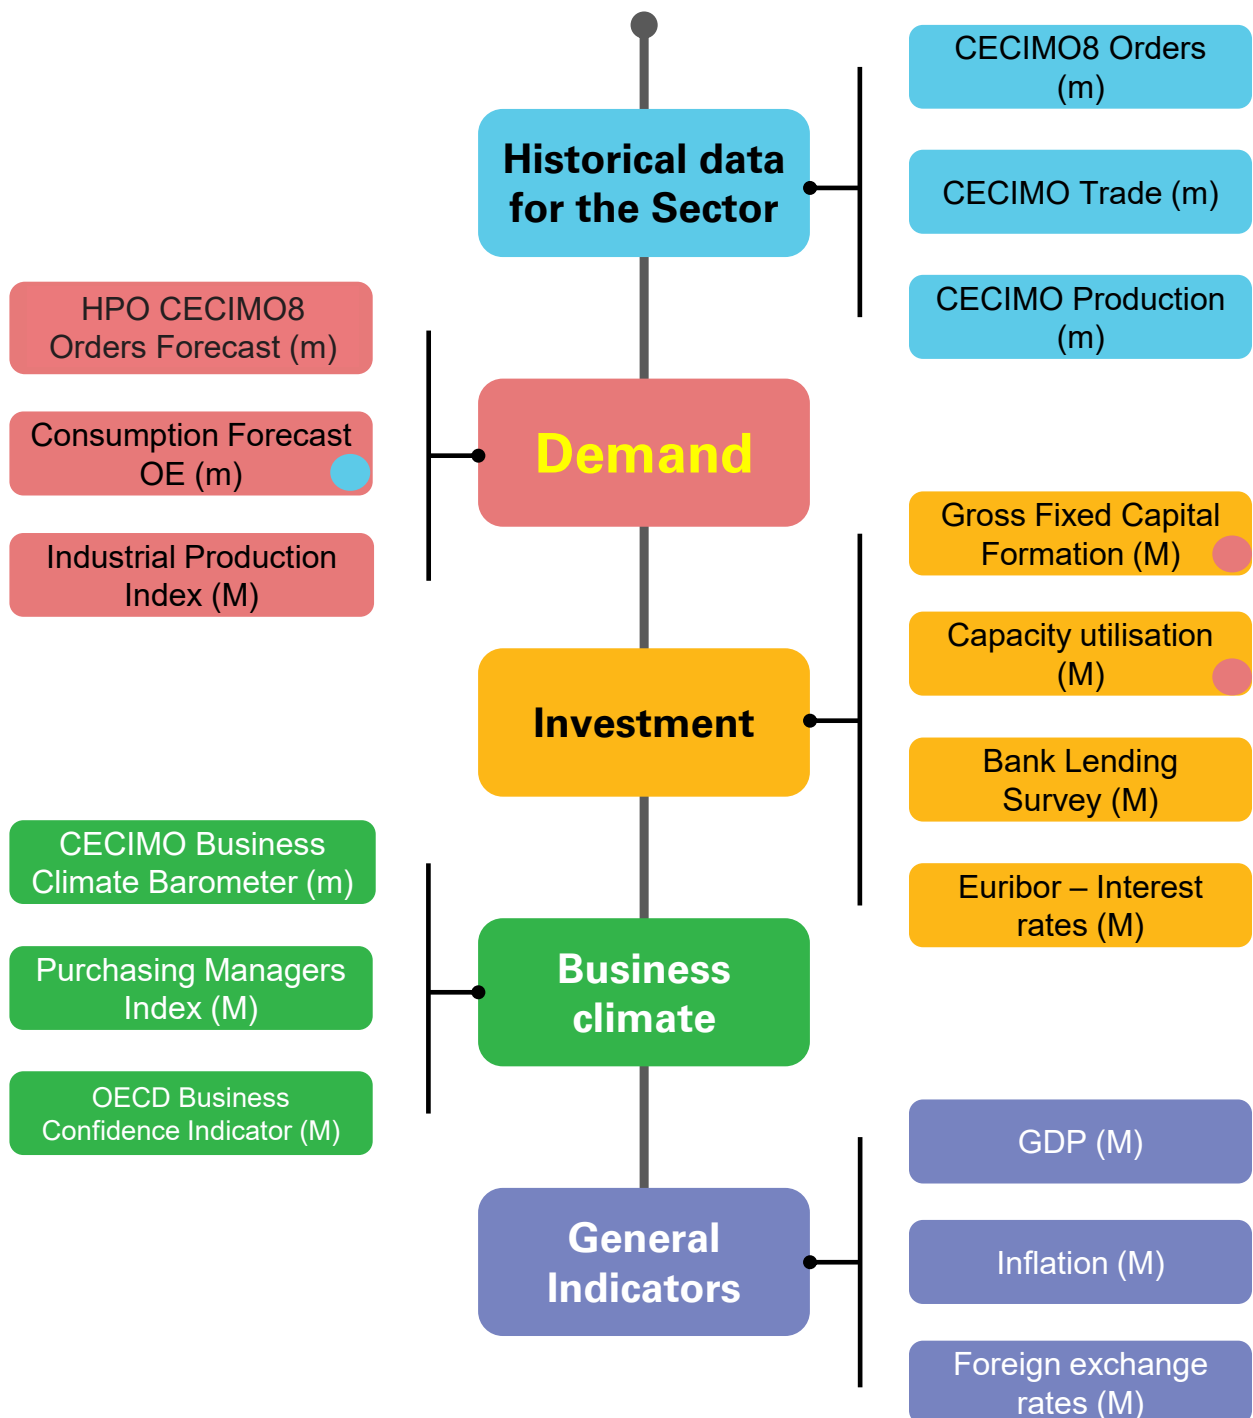 CECIMO8 Orders
(m)
Historical data
for the Sector
CECIMO Trade (m)
CECIMO Production
(m)
HPO CECIMO8
Orders Forecast (m)
Consumption Forecast
OE (m)
Industrial Production
Index (M)
Demand
Gross Fixed Capital
Formation (M)
Capacity utilisation
(M)
Investment
Bank Lending
Survey (M)
Euribor – Interest
rates (M)
CECIMO Business
Climate Barometer (m)
Purchasing Managers
Index (M)
OECD Business
Confidence Indicator (M)
Business
climate
GDP (M)
General
Indicators
Inflation (M)
Foreign exchange
rates (M)